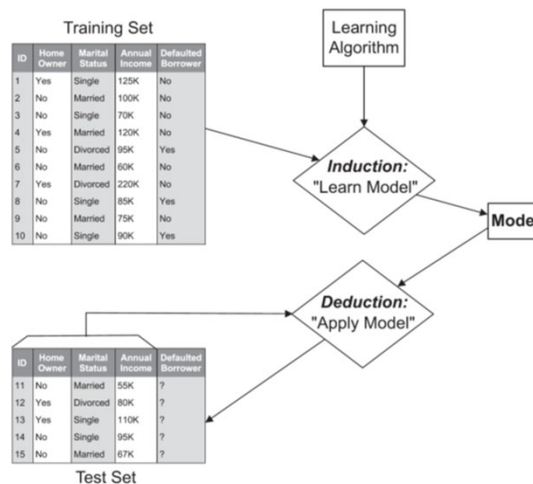 Training Set
ID Home Owner Marital Status Annual Income Defaulted Borrower
1 Yes Single 125K No
2 No Married 100K No
3 No Single 70K No
4 Yes Married 120K No
5 No Divorced 95K Yes
6 No Married 60K No
7 Yes Divorced 220K No
8 No Single 85K Yes
9 No Married 75K No
10 No Single 90K Yes
Learning
Algorithm
Induction:
"Learn Model"
Mode
Deduction:
"Apply Model"
ID Home Owner Marital Status Annual Income Defaulted Borrower
11 No Married 55K ?
12 Yes Divorced 80K ?
13 Yes Single 110K ?
14 No Single 95K ?
15 No Married 67K ?
Test Set